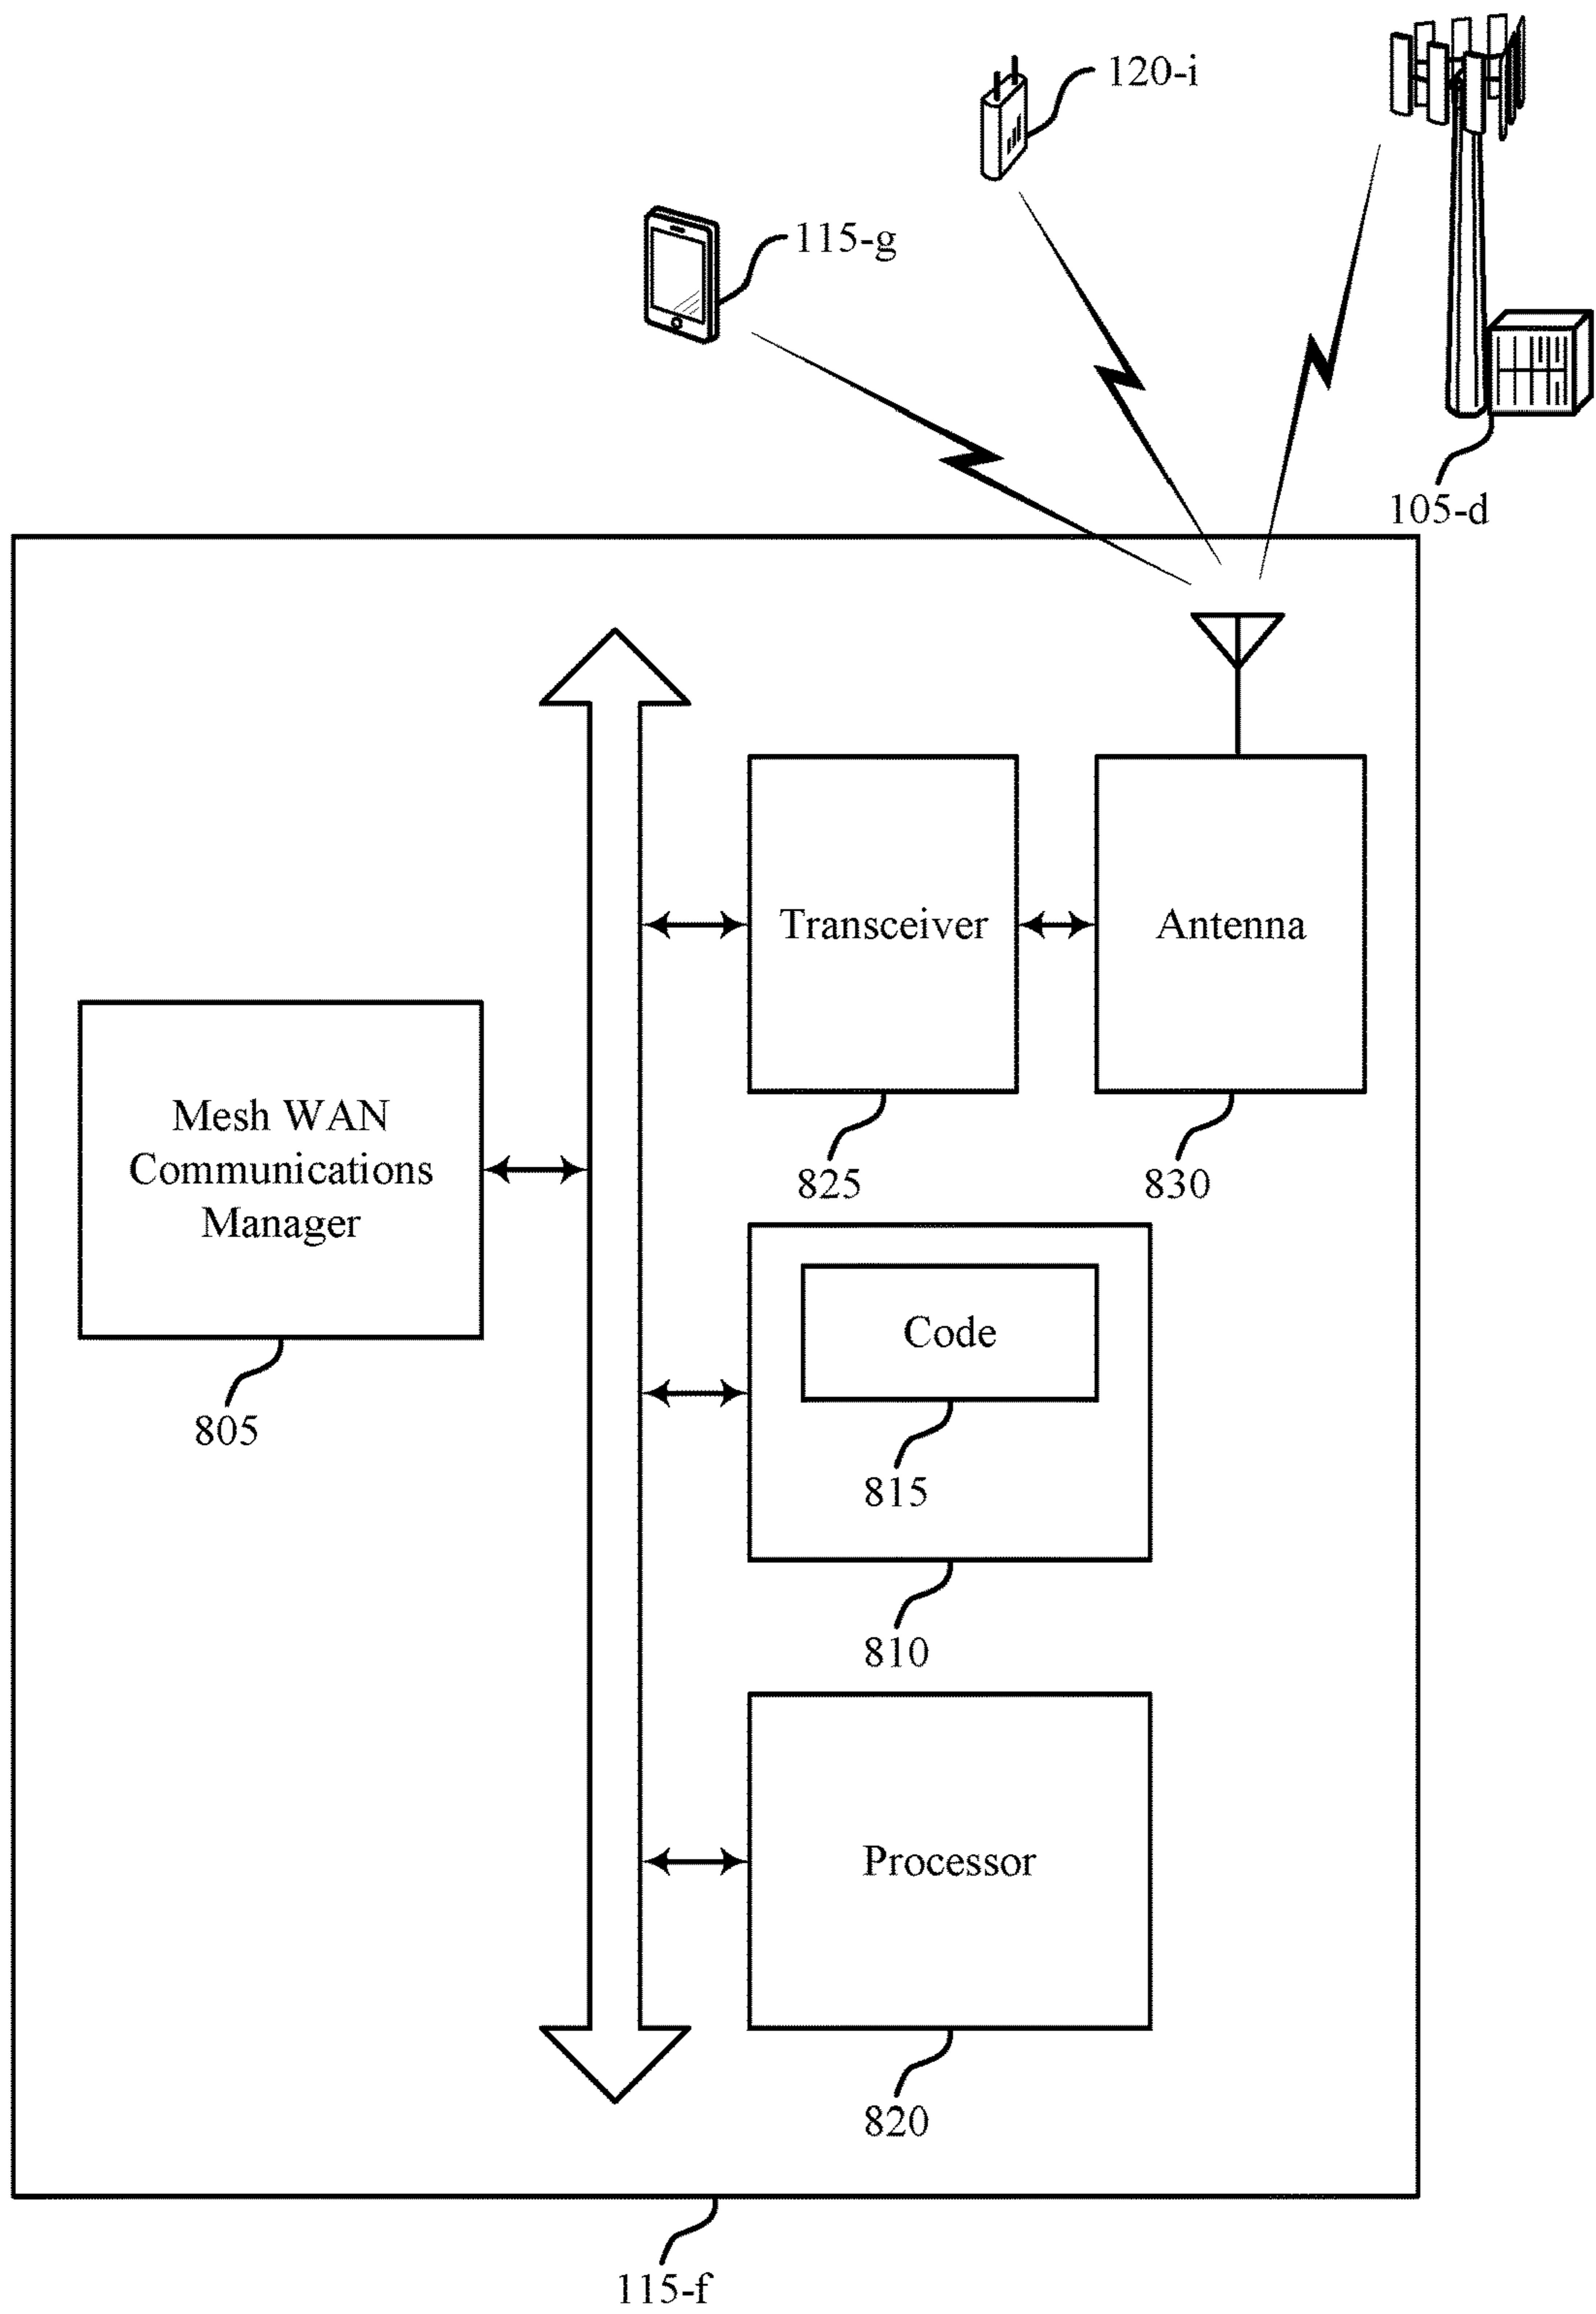 120-i
115-g
105-d
Transceiver
Antenna
Mesh WAN
Communications
Manager
825
830
Code
805
815
810
Processor
820
115-f